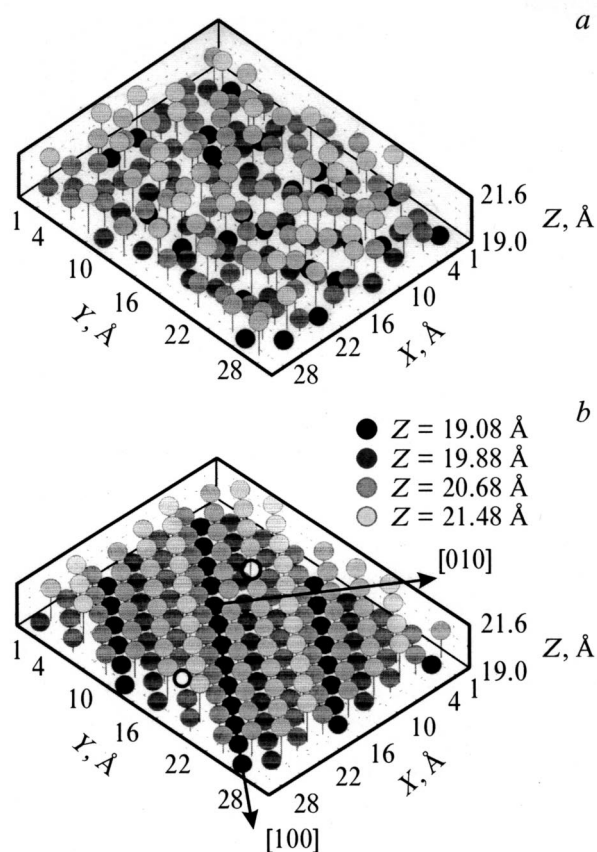 a
21.6
Z, Å
19.0
1
4
10
16
22
28
Y, Å
1
4
10
16
22
28
X, Å
b
Z = 19.08 Å
Z = 19.88 Å
Z = 20.68 Å
Z = 21.48 Å
[010]
21.6
Z, Å
19.0
1
4
10
16
22
28
Y, Å
1
4
10
16
22
28
X, Å
[100]